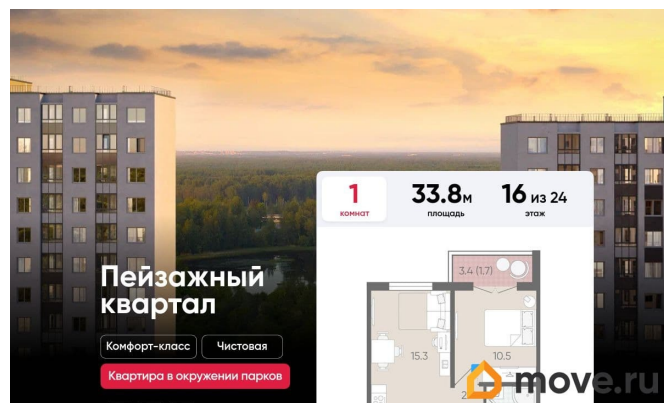 1
комнат
33.8м
площадь
16 из 24
этаж
Пейзажный
квартал
3.4 (1.7)
Комфорт-класс
Чистовая
15.3
10.5
Квартира в окружении парков
move.ru